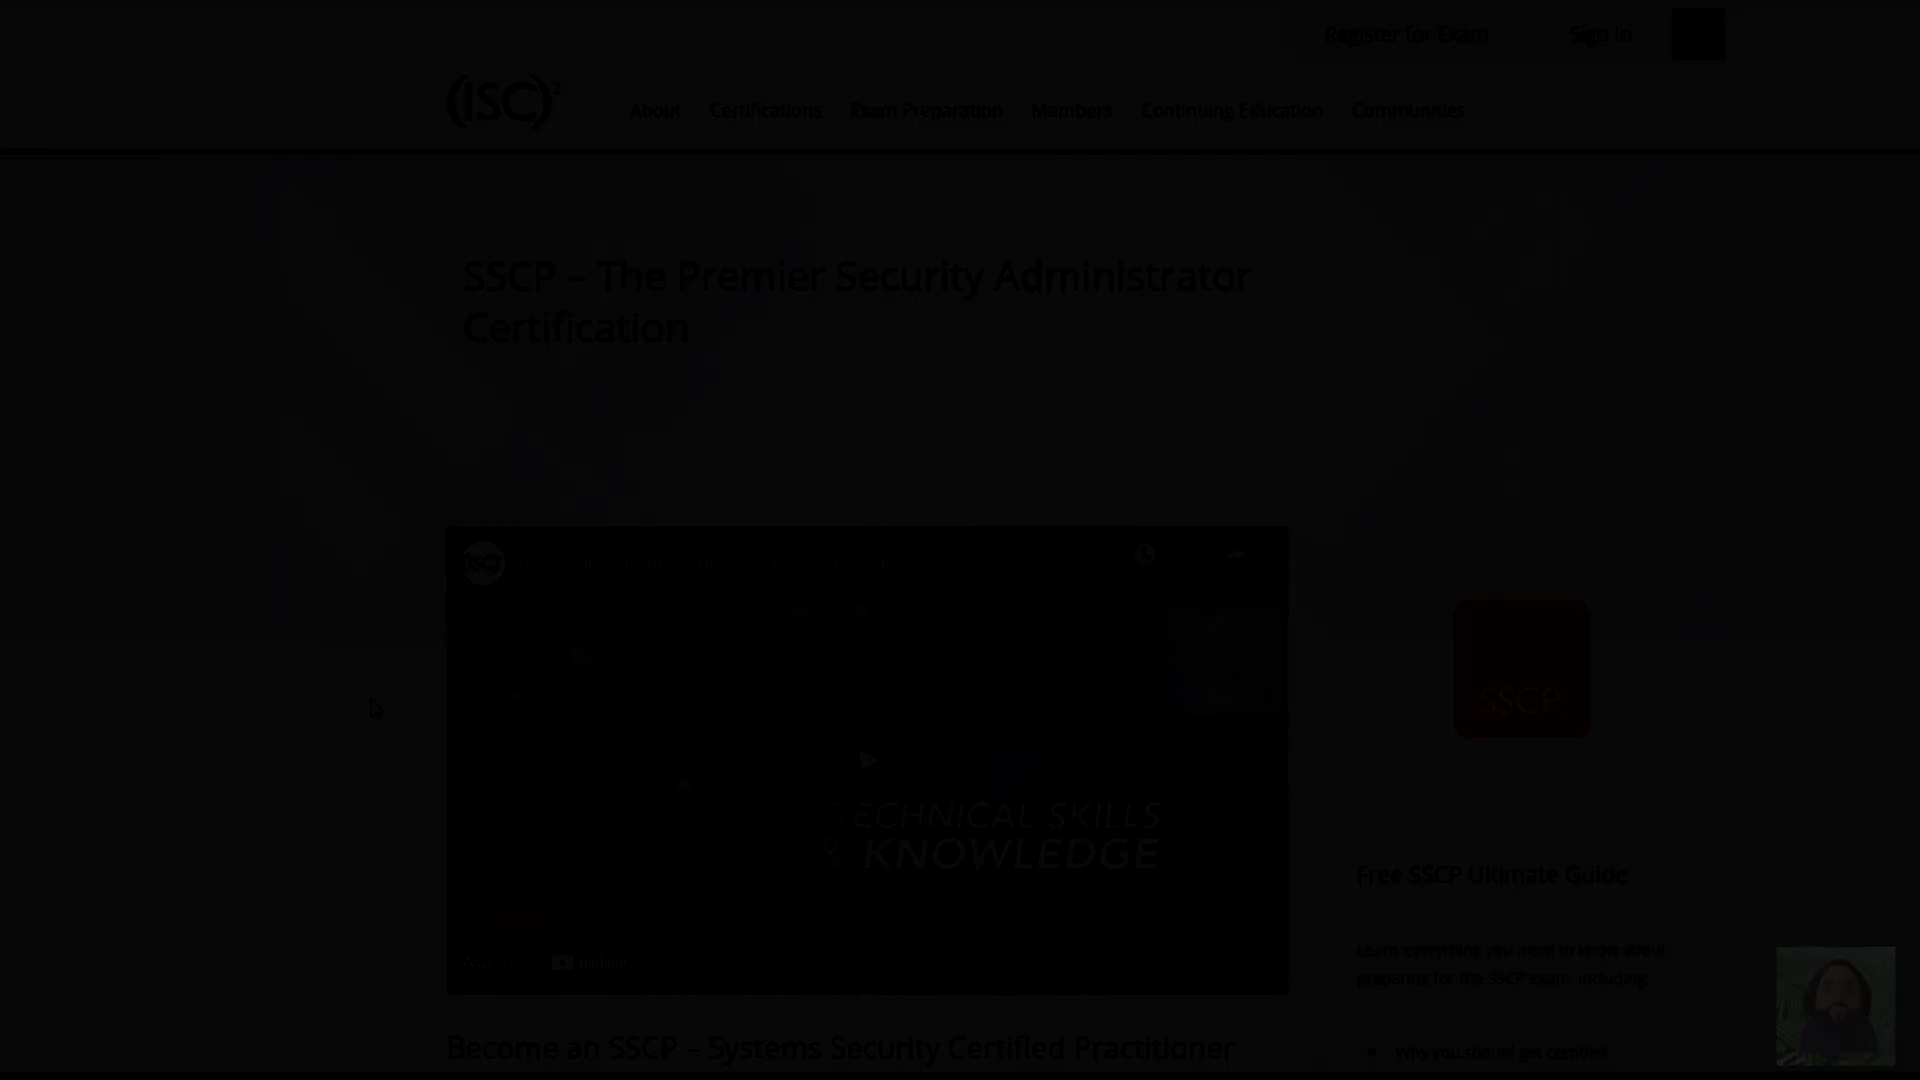 Register for Exam
Sign In
(ISC)²
About
Certifications
Exam Preparation
Members
Continuing Education
Communities
SSCP – The Premier Security Administrator
Certification
TECHNICAL SKILLS
& KNOWLEDGE
YouTube
SSCP
Free SSCP Ultimate Guide
Learn everything you need to know about
preparing for the SSCP exam, including
Why you should get certified
Become an SSCP – Systems Security Certified Practitioner